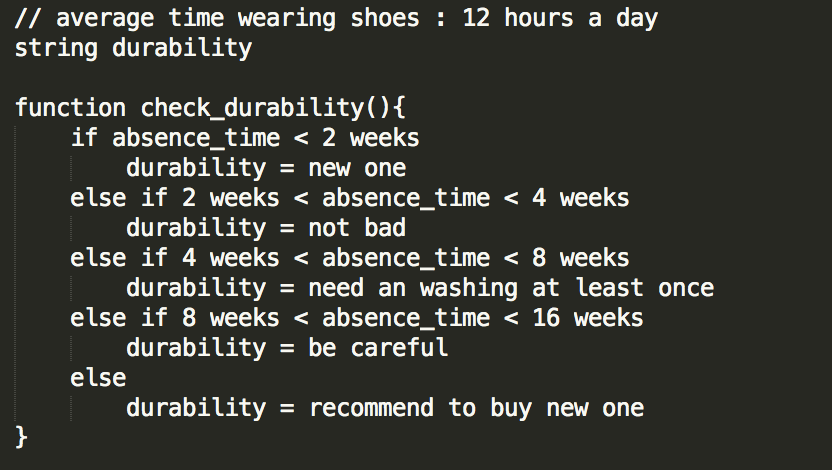 // average time wearing shoes : 12 hours a day
string durability

function check_durability(){
    if absence_time < 2 weeks
        durability = new one
    else if 2 weeks < absence_time < 4 weeks
        durability = not bad
    else if 4 weeks < absence_time < 8 weeks
        durability = need an washing at least once
    else if 8 weeks < absence_time < 16 weeks
        durability = be careful
    else
        durability = recommend to buy new one
}